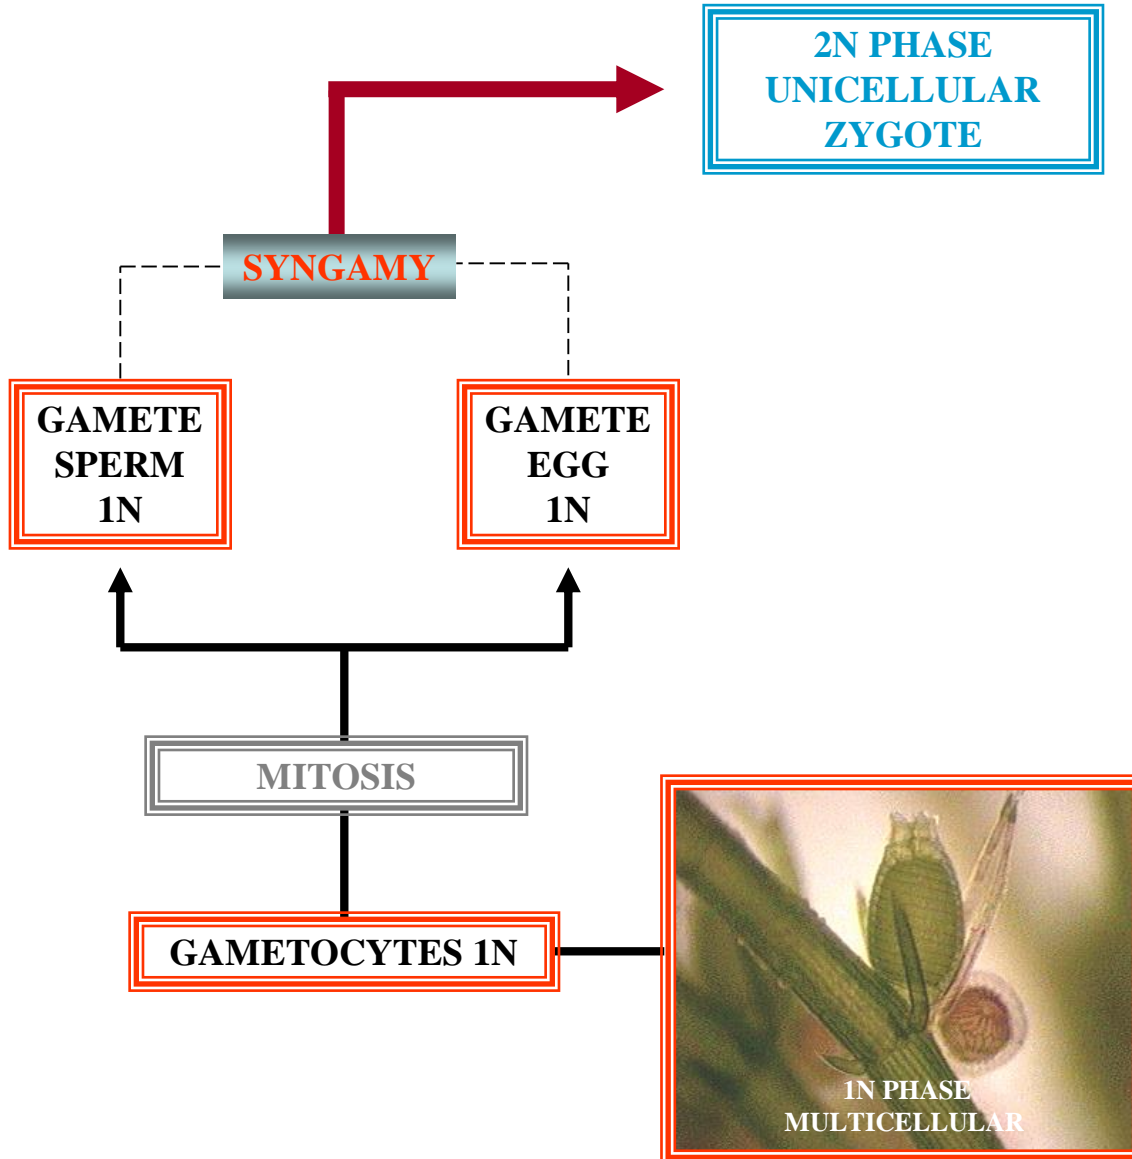 2N PHASE
UNICELLULAR
ZYGOTE
SYNGAMY
GAMETE
SPERM
1N
GAMETE
EGG
1N
MITOSIS
GAMETOCYTES 1N
1N PHASE
MULTICELLULAR